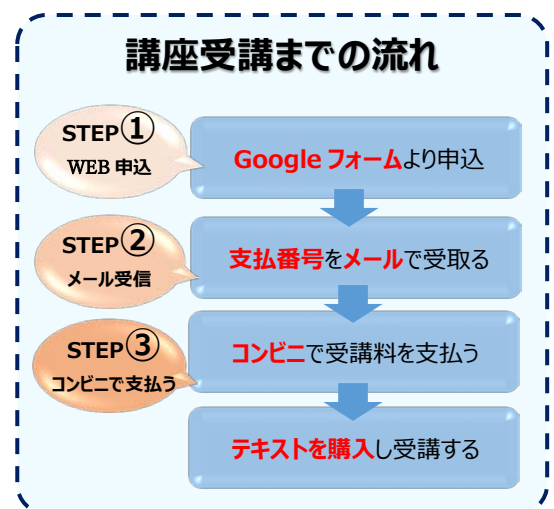 講座受講までの流れ
STEP①
WEB 申込
Google フォームより申込
STEP②
メール受信
支払番号をメールで受取る
STEP③
コンビニで支払う
コンビニで受講料を支払う
テキストを購入し受講する